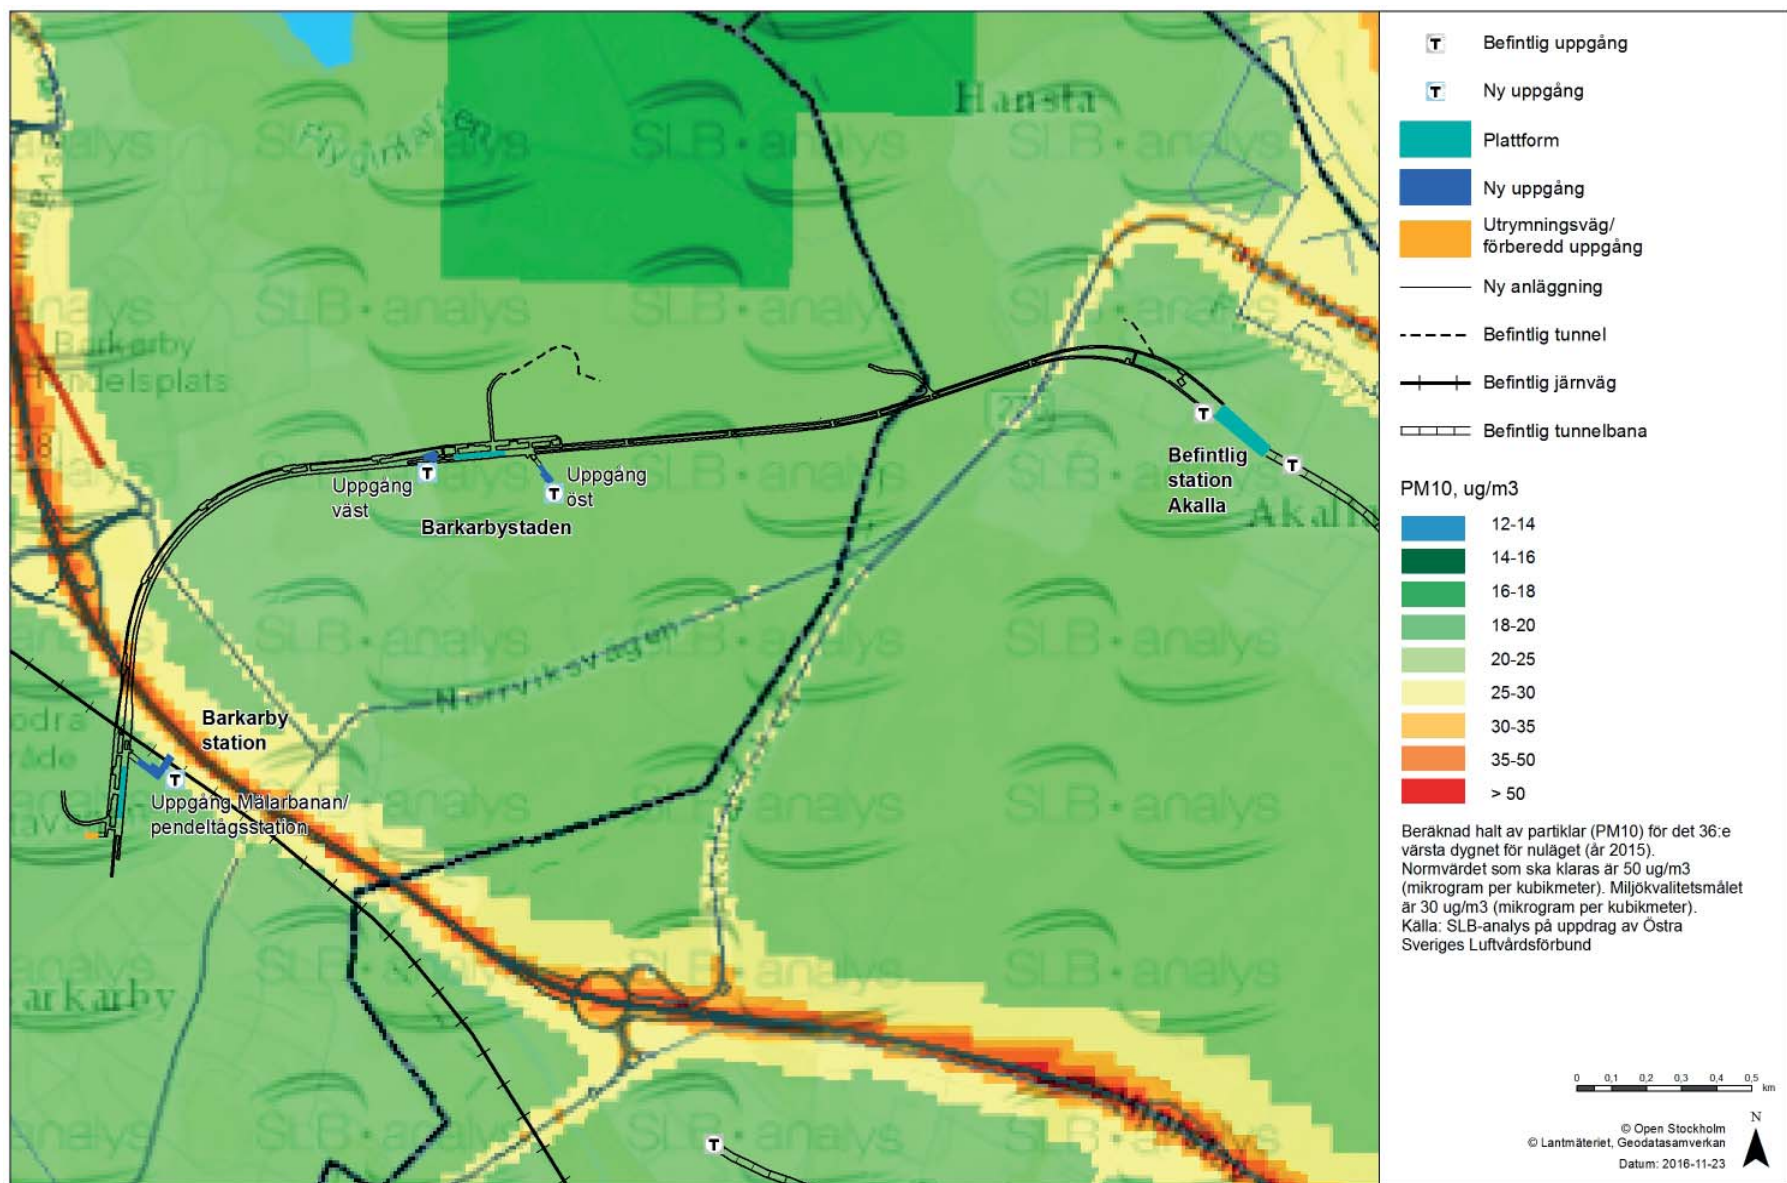 Hansta
Flyginkarten
SLB•analys
Barkarby
Handelsplats
Uppgång
väst
Uppgång
öst
Barkarbystaden
Befintlig
station
Akalla
Akalla
Norrviksvägen
Barkarby
station
Uppgång Mälarbanan/
pendeltågsstation
Barkarby
T Befintlig uppgång
T Ny uppgång
Plattform
Ny uppgång
Utrymningsväg/
förberedd uppgång
Ny anläggning
Befintlig tunnel
Befintlig järnväg
Befintlig tunnelbana
PM10, ug/m3
12-14
14-16
16-18
18-20
20-25
25-30
30-35
35-50
> 50
Beräknad halt av partiklar (PM10) för det 36:e
värsta dygnet för nuläget (år 2015).
Normvärdet som ska klaras är 50 ug/m3
(mikrogram per kubikmeter). Miljökvalitetsmålet
är 30 ug/m3 (mikrogram per kubikmeter).
Källa: SLB-analys på uppdrag av Östra
Sveriges Luftvårdsförbund
0 0,1 0,2 0,3 0,4 0,5 km
N
© Open Stockholm
© Lantmäteriet, Geodatasamverkan
Datum: 2016-11-23